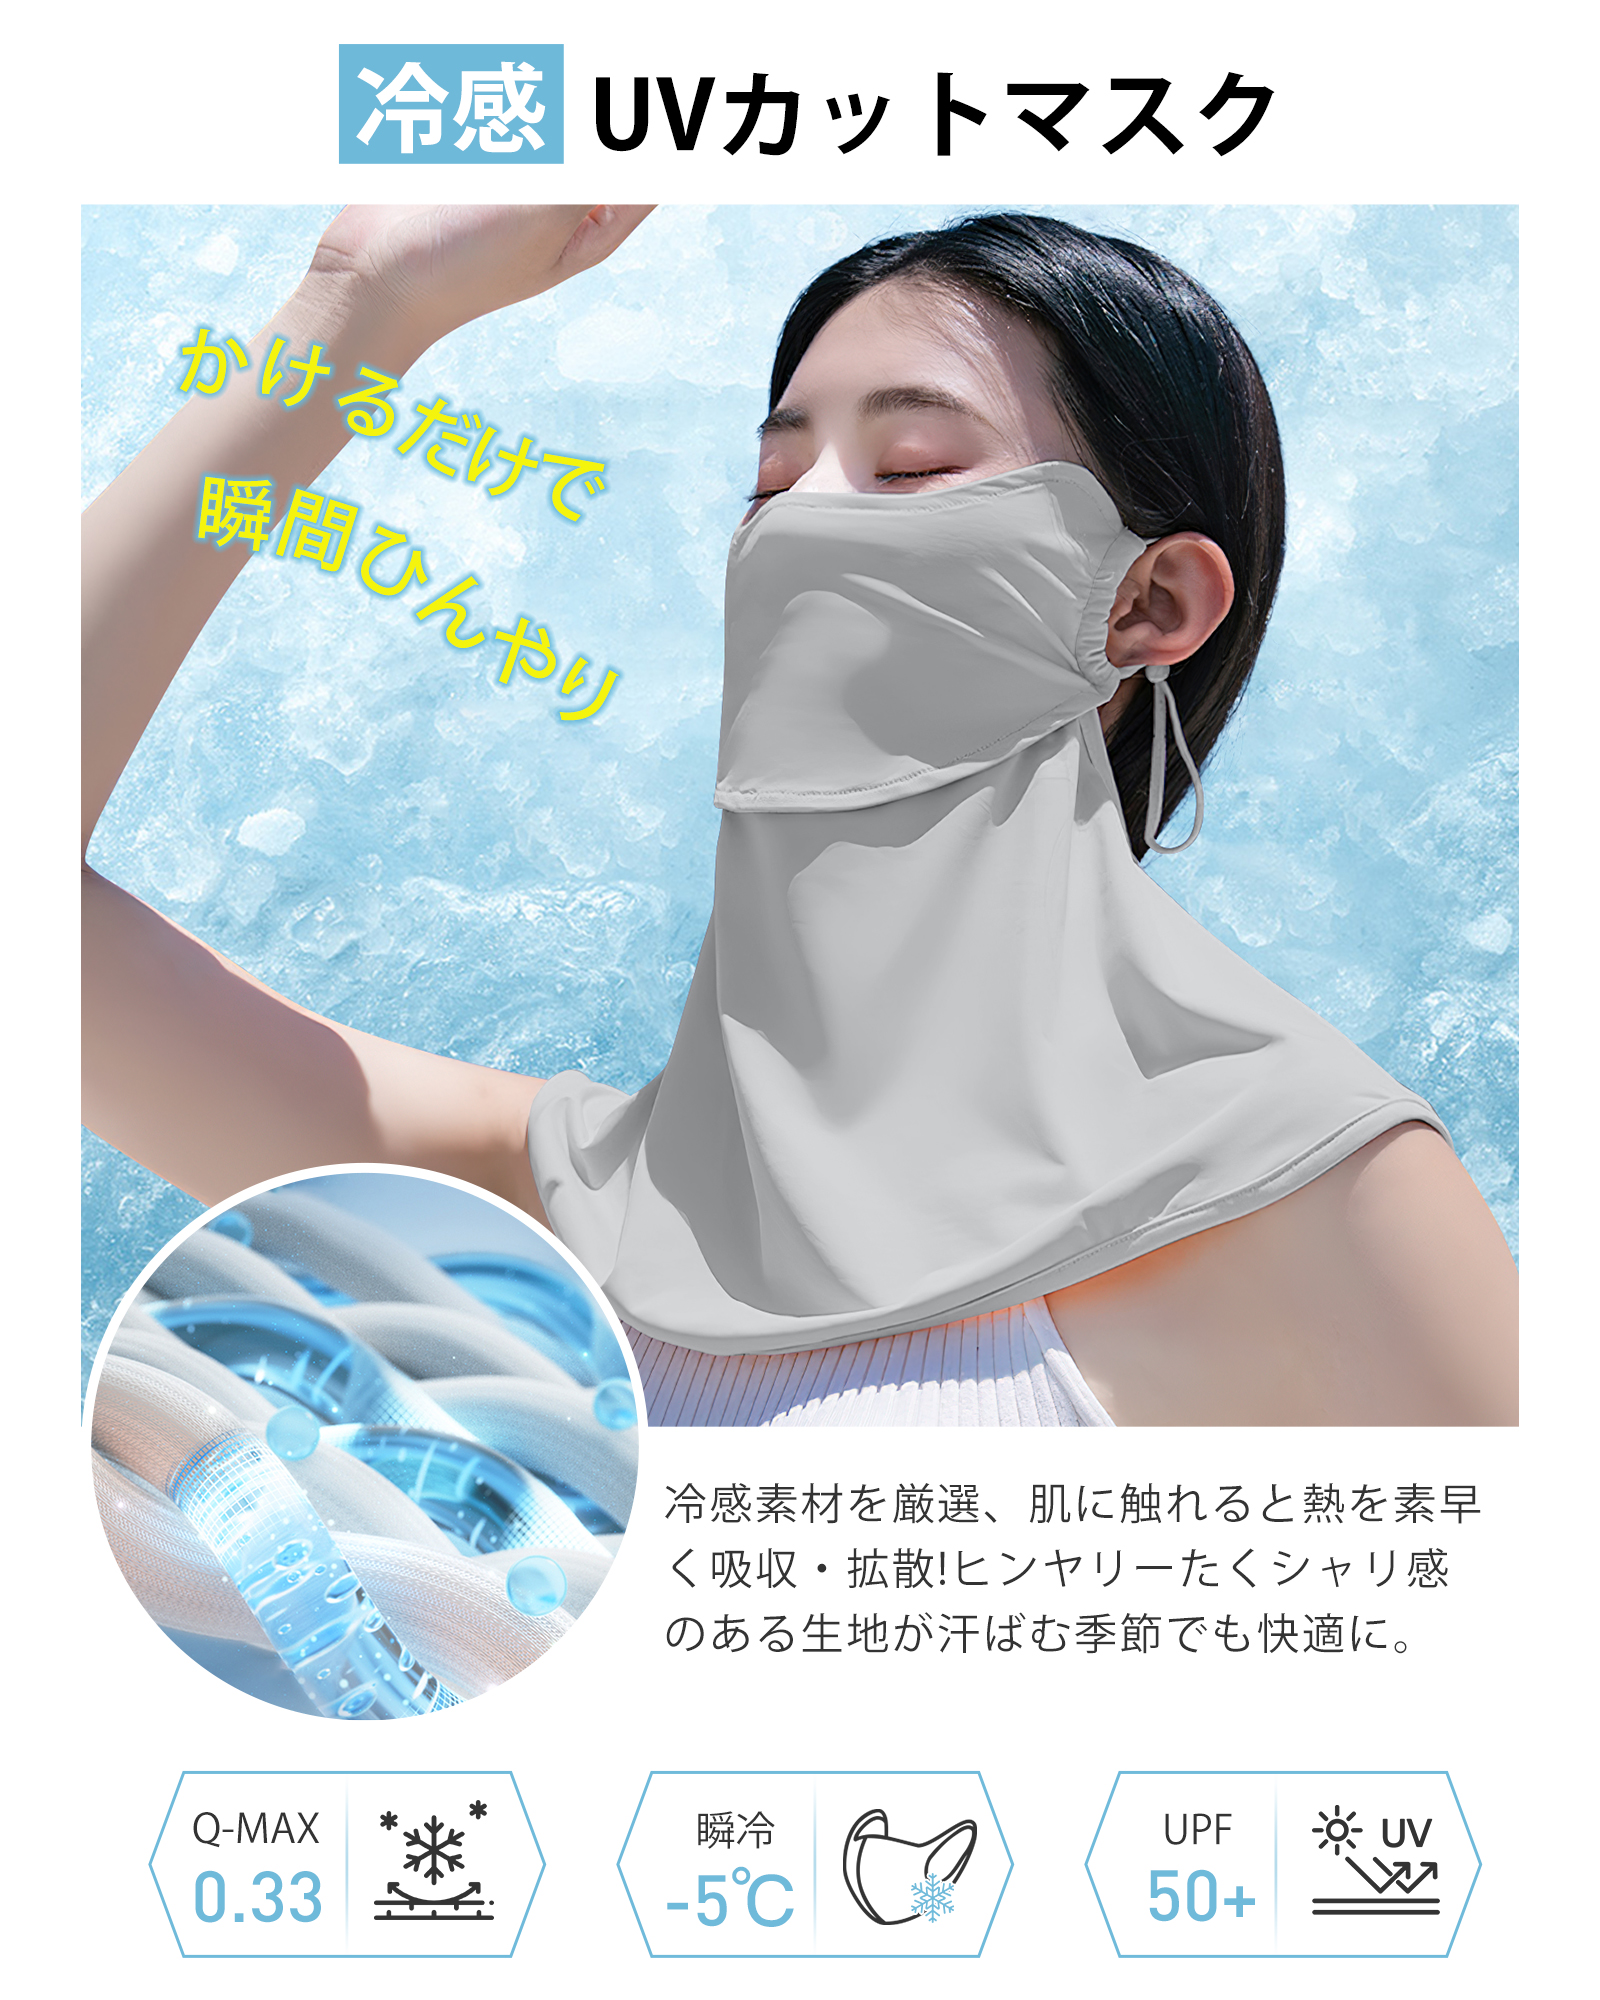 冷感 UVカットマスク
かけるだけで
瞬間ひんやり
冷感素材を厳選、肌に触れると熱を素早
く吸収・拡散!ヒンヤリーたくシャリ感
のある生地が汗ばむ季節でも快適に。
Q-MAX
0.33
瞬冷
-5℃
UPF
50+
UV